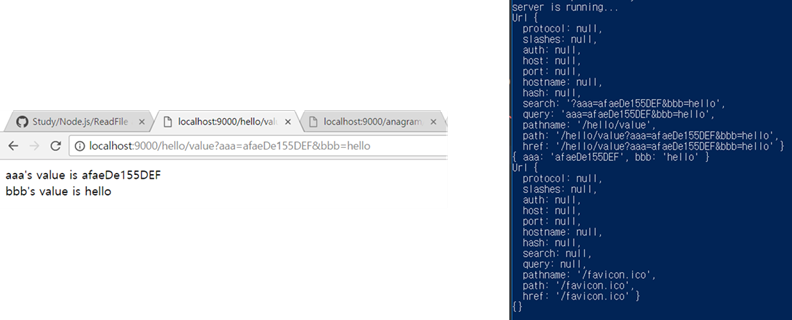 Study/Node.Js/ReadFile
localhost:9000/hello/val
localhost:9000/anagram
localhost:9000/hello/value?aaa=afaeDe155DEF&bbb=hello
aaa's value is afaeDe155DEF
bbb's value is hello
server is running...
Url {
protocol: null,
slashes: null,
auth: null,
host: null,
port: null,
hostname: null,
hash: null,
search: '?aaa=afaeDe155DEF&bbb=hello',
query: 'aaa=afaeDe155DEF&bbb=hello',
pathname: '/hello/value',
path: '/hello/value?aaa=afaeDe155DEF&bbb=hello',
href: '/hello/value?aaa=afaeDe155DEF&bbb=hello' }
{ aaa: 'afaeDe155DEF', bbb: 'hello' }
Url {
protocol: null,
slashes: null,
auth: null,
host: null,
port: null,
hostname: null,
hash: null,
search: null,
query: null,
pathname: '/favicon.ico',
path: '/favicon.ico',
href: '/favicon.ico' }
{}